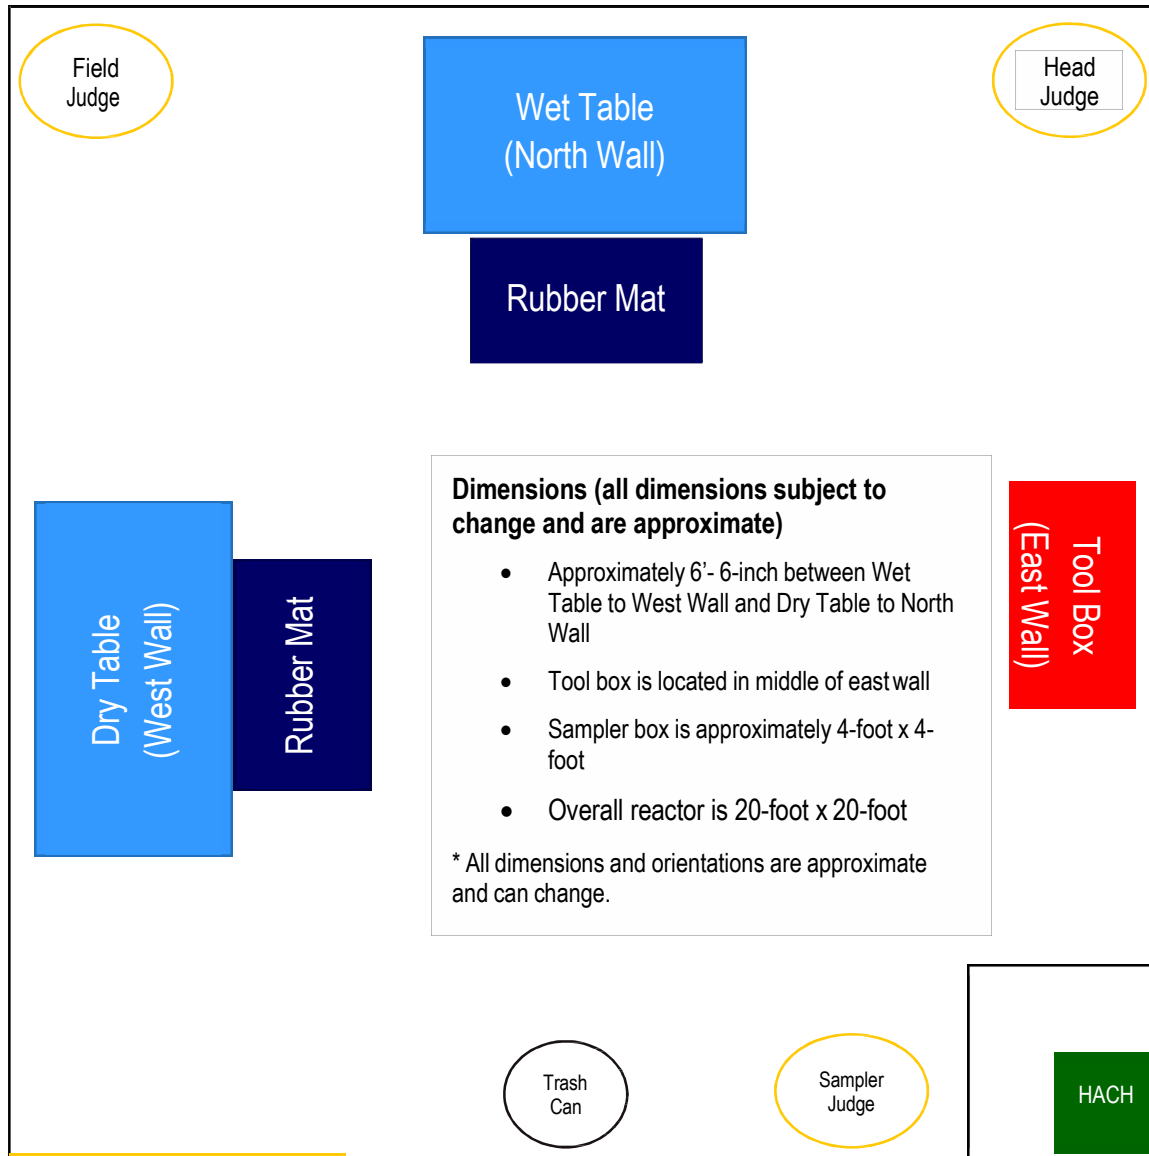 Field
Judge
Wet Table
(North Wall)
Head
Judge
Rubber Mat
Dimensions (all dimensions subject to
change and are approximate)
• Approximately 6’- 6-inch between Wet
Table to West Wall and Dry Table to North
Wall
• Tool box is located in middle of east wall
• Sampler box is approximately 4-foot x 4-
foot
• Overall reactor is 20-foot x 20-foot
* All dimensions and orientations are approximate
and can change.
Dry Table
(West Wall)
Rubber Mat
Tool Box
(East Wall)
Trash
Can
Sampler
Judge
HACH